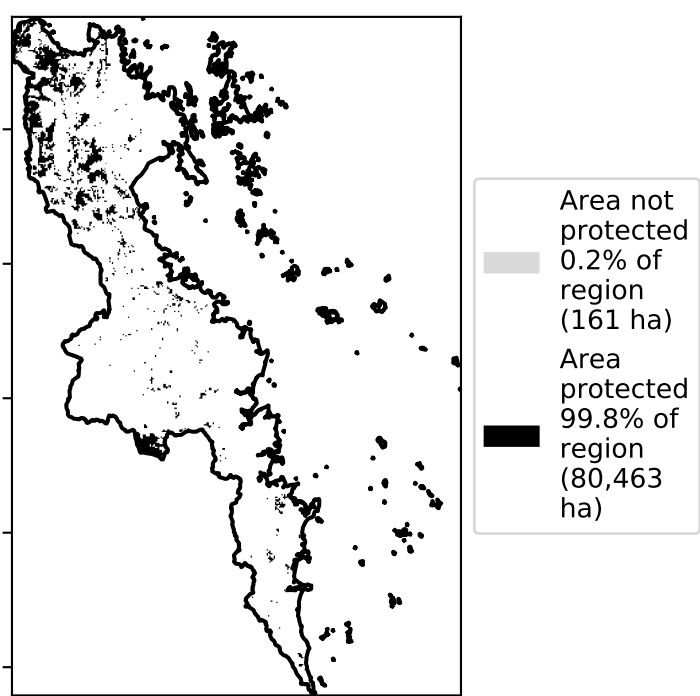 Area not
protected
0.2% of
region
(161 ha)
Area
protected
99.8% of
region
(80,463
ha)